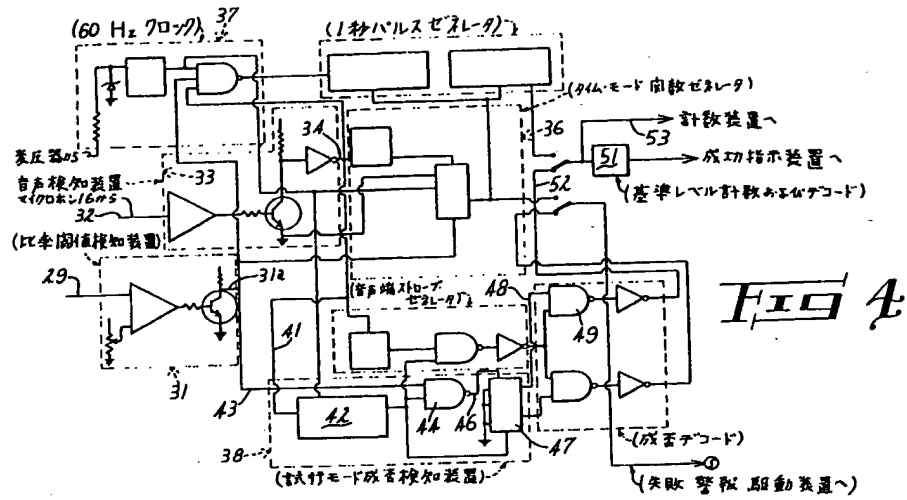 (60 Hz クロック)
37
(1秒パルスゼネレータ)
(タイム・モード 関数ゼネレータ)
36
34
計数装置へ
53
変圧器から
音声検知装置
マイクロホン16から
33
32
51
成功指示装置へ
52
(基準レベル計数およびデコード)
(比率閾値検知装置)
31a
29
(音声端ストローブ
ゼネレータ)
48
49
FIG 4
41
31
43
42
44
46
47
38
(成否デコード)
(試行モード成否検知装置)
(失敗警報駆動装置へ)